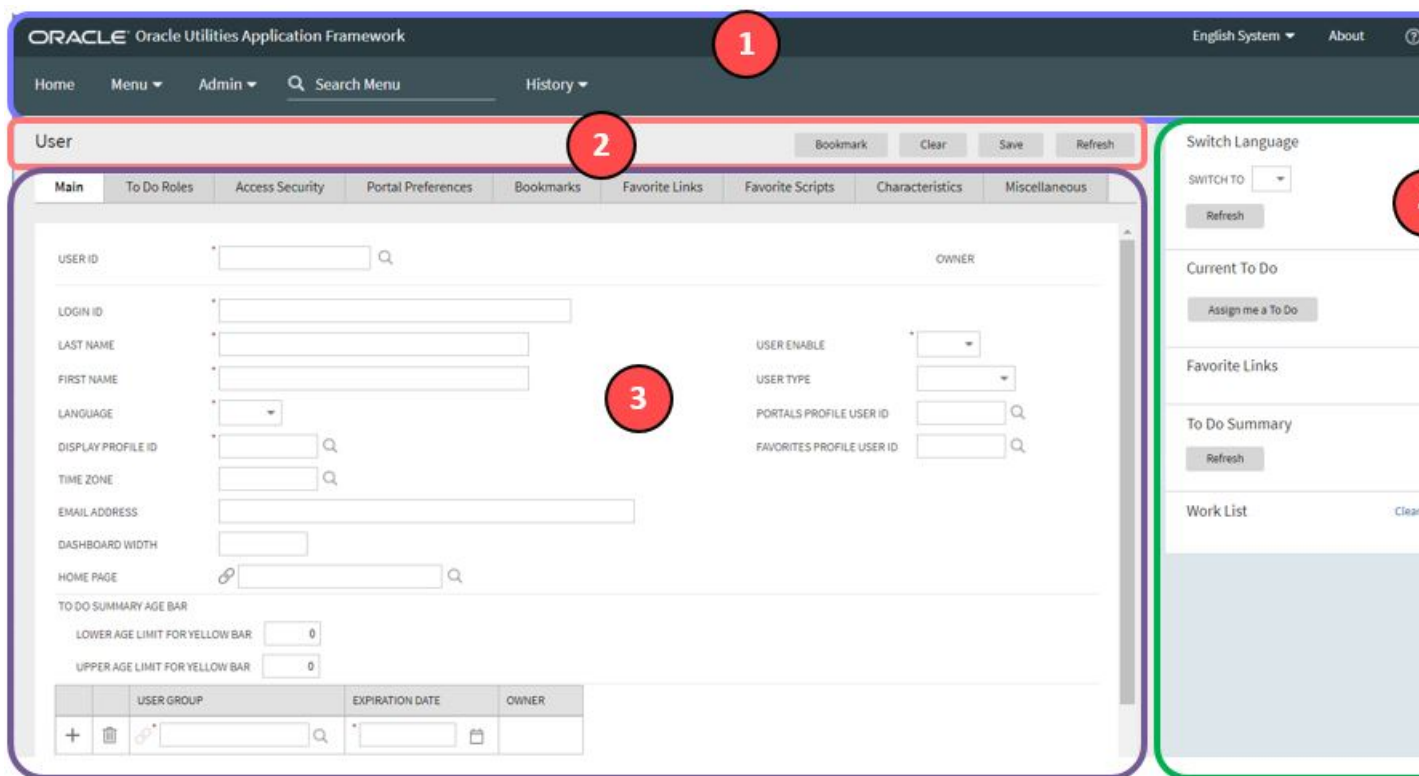 ORACLE Oracle Utilities Application Framework
English System About
Home Menu Admin Search Menu History
1
User
Bookmark Clear Save Refresh
2
Main To Do Roles Access Security Portal Preferences Bookmarks Favorite Links Favorite Scripts Characteristics Miscellaneous
USER ID *
OWNER
LOGIN ID *
LAST NAME *
USER ENABLE *
FIRST NAME *
USER TYPE
3
LANGUAGE *
PORTALS PROFILE USER ID
DISPLAY PROFILE ID *
FAVORITES PROFILE USER ID
TIME ZONE
EMAIL ADDRESS
DASHBOARD WIDTH
HOME PAGE
TO DO SUMMARY AGE BAR
LOWER AGE LIMIT FOR YELLOW BAR 0
UPPER AGE LIMIT FOR YELLOW BAR 0
USER GROUP EXPIRATION DATE OWNER
+ * *
Switch Language
SWITCH TO
Refresh
Current To Do
Assign me a To Do
Favorite Links
To Do Summary
Refresh
Work List Clear